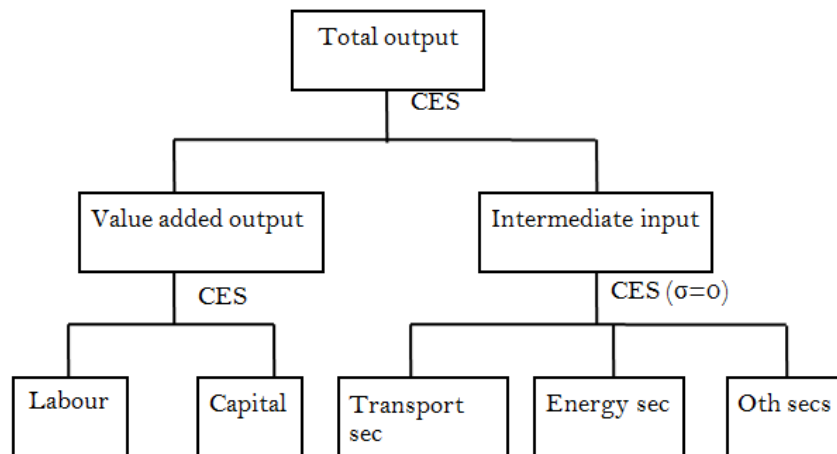 Total output
CES
Value added output
Intermediate input
CES
CES (σ=0)
Labour
Capital
Transport
sec
Energy sec
Oth secs